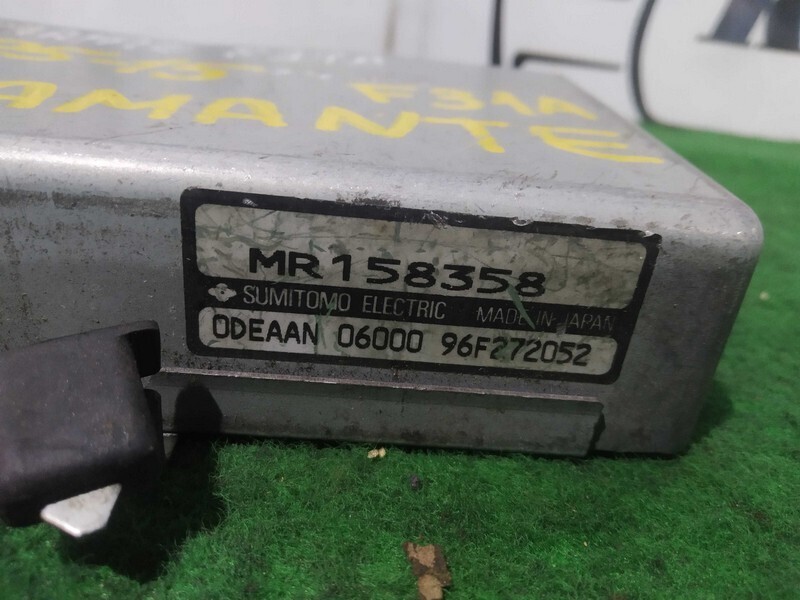 F31A
AMANTE
MR158358
SUMITOMO ELECTRIC MADE IN JAPAN
ODEAAN 06000 96F272052